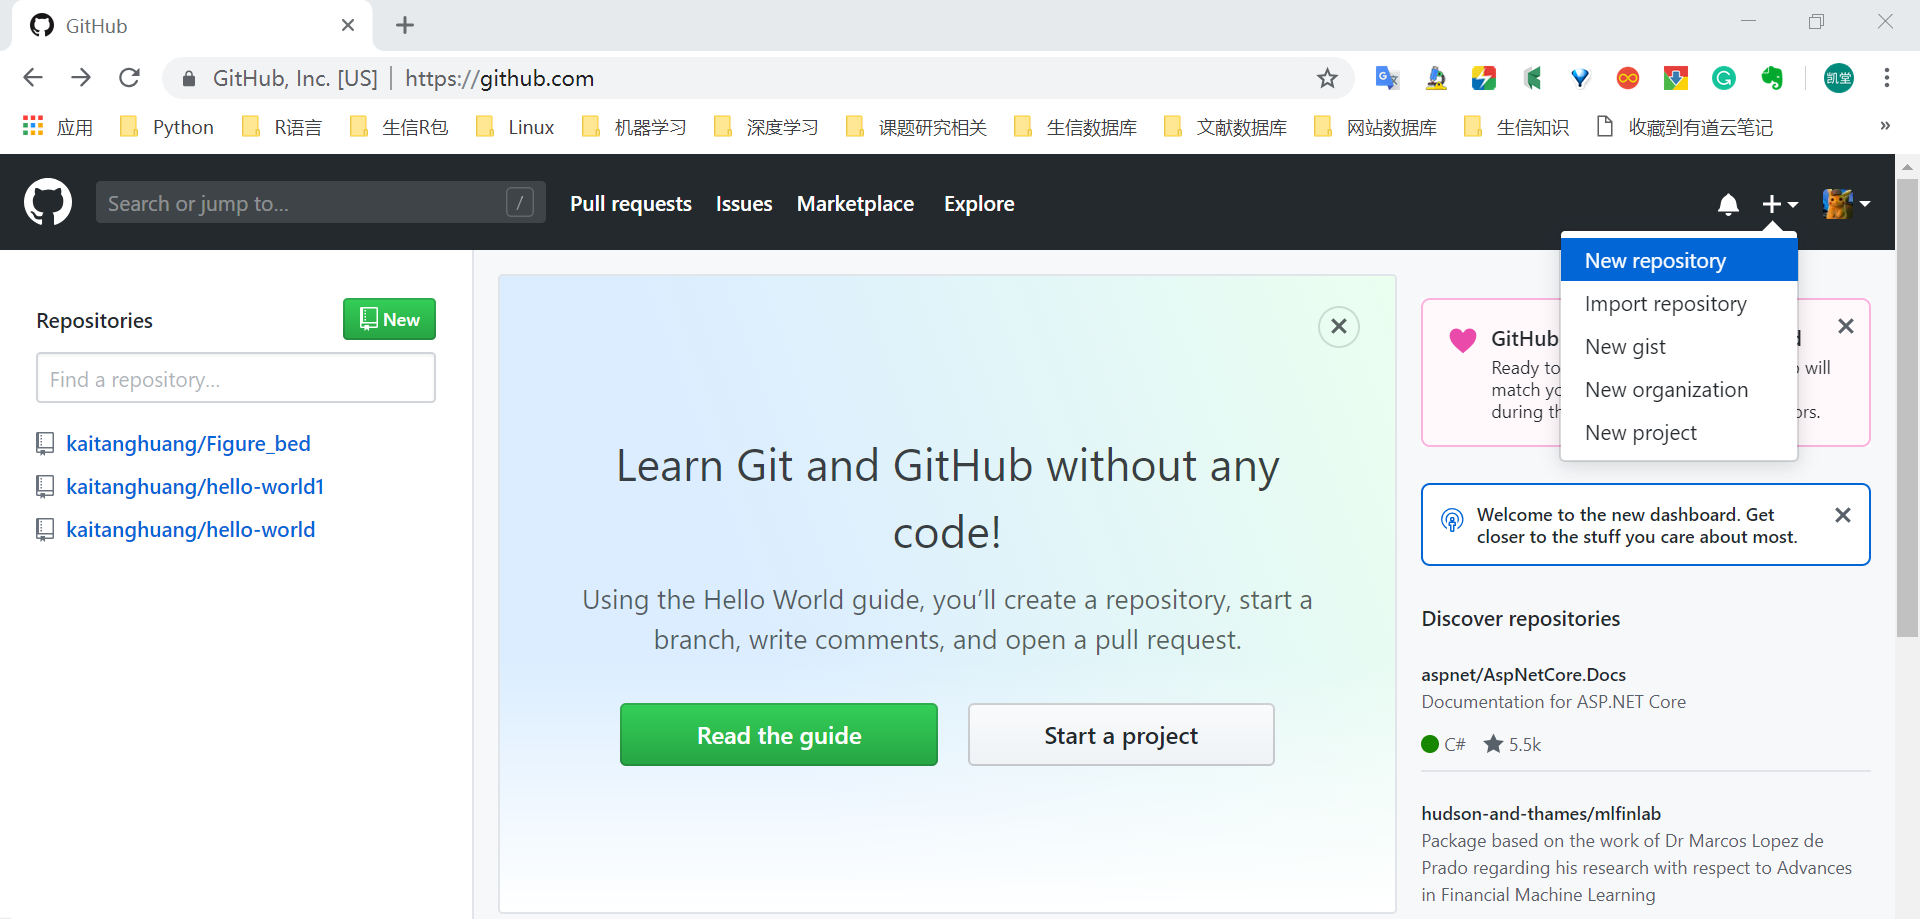 GitHub
GitHub, Inc. [US] | https://github.com
凯堂
应用 Python R语言 生信R包 Linux 机器学习 深度学习 课题研究相关 生信数据库 文献数据库 网站数据库 生信知识 收藏到有道云笔记 »
Search or jump to... /
Pull requests Issues Marketplace Explore
New repository
Import repository
New gist
New organization
New project
Repositories
New
Find a repository...
kaitanghuang/Figure_bed
kaitanghuang/hello-world1
kaitanghuang/hello-world
Learn Git and GitHub without any
code!
Using the Hello World guide, you’ll create a repository, start a
branch, write comments, and open a pull request.
Read the guide
Start a project
GitHub
Ready to will
match
during
Welcome to the new dashboard. Get
closer to the stuff you care about most.
Discover repositories
aspnet/AspNetCore.Docs
Documentation for ASP.NET Core
C# 5.5k
hudson-and-thames/mlfinlab
Package based on the work of Dr Marcos Lopez de
Prado regarding his research with respect to Advances
in Financial Machine Learning